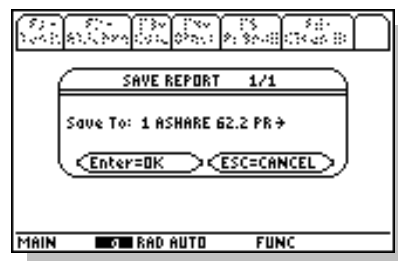 SAVE REPORT 1/1
Save To: 1 ASHARE 62.2 PR→
Enter=OK ESC=CANCEL
MAIN RAD AUTO FUNC